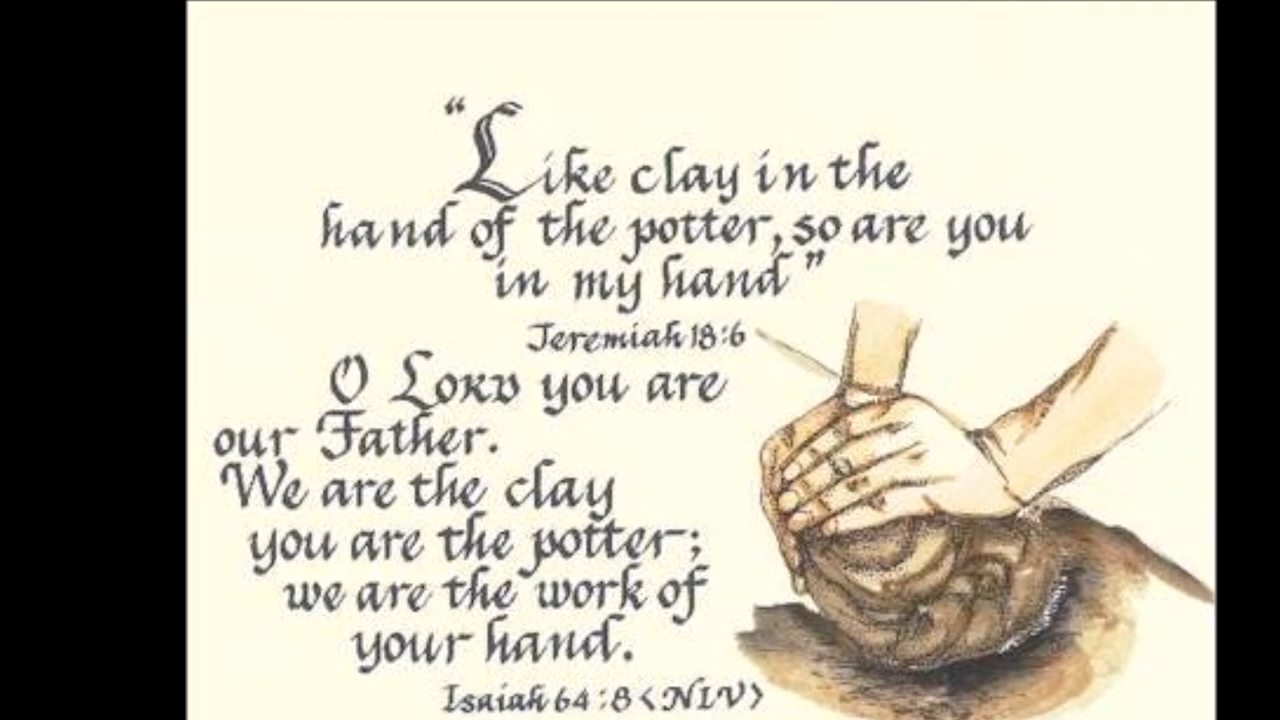 “Like clay in the
hand of the potter, so are you
in my hand”
Jeremiah 18:6
O LORD you are
our Father.
We are the clay
you are the potter;
we are the work of
your hand.
Isaiah 64:8 <NIV>